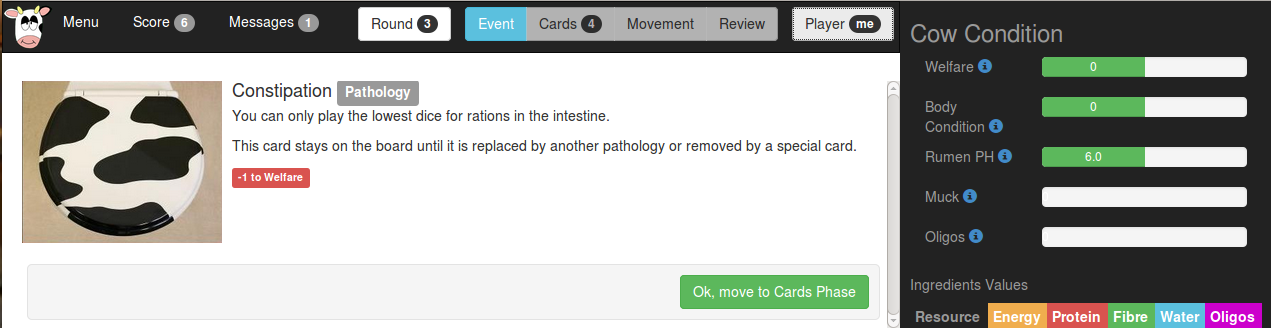 Menu Score 6 Messages 1 Round 3 Event Cards 4 Movement Review Player me
Constipation Pathology
You can only play the lowest dice for rations in the intestine.
This card stays on the board until it is replaced by another pathology or removed by a special card.
-1 to Welfare
Ok, move to Cards Phase
Cow Condition
Welfare 0
Body
Condition 0
Rumen PH 6.0
Muck
Oligos
Ingredients Values
Resource Energy Protein Fibre Water Oligos